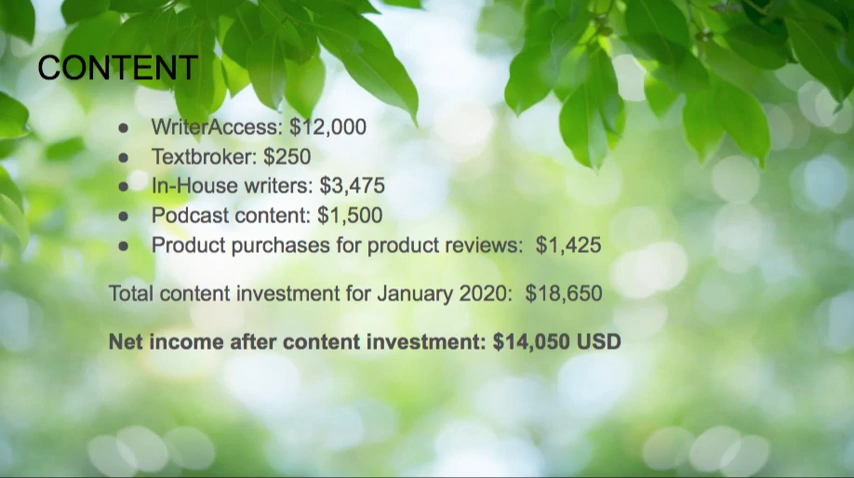 CONTENT
● WriterAccess: $12,000
● Textbroker: $250
● In-House writers: $3,475
● Podcast content: $1,500
● Product purchases for product reviews:  $1,425
Total content investment for January 2020:  $18,650
Net income after content investment: $14,050 USD